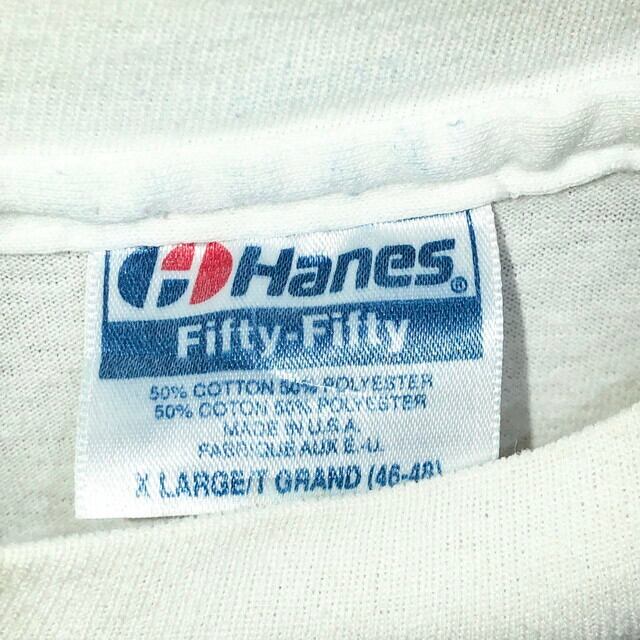 Hanes®
Fifty-Fifty
50% COTTON 50% POLYESTER
50% COTON 50% POLYESTER
MADE IN U.S.A.
FABRIQUE AUX E.-U.
X LARGE/T GRAND (46-48)